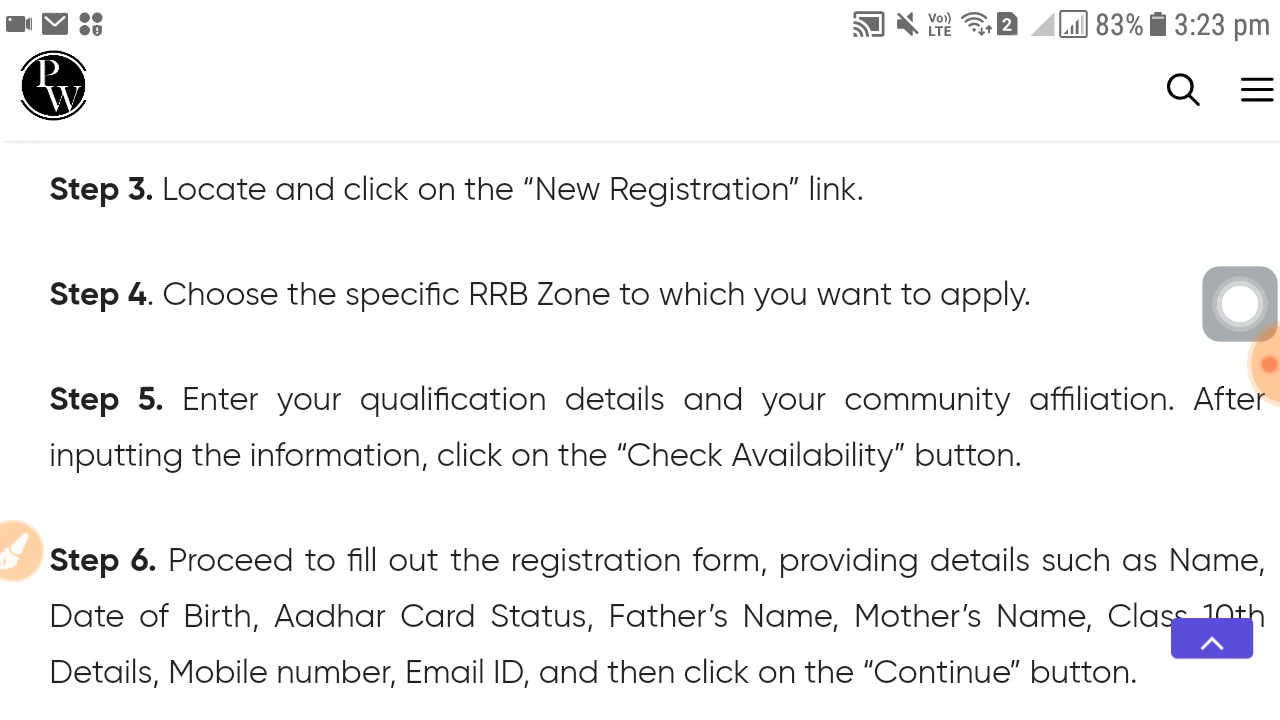 Vo) LTE 2 83% 3:23 pm
PW
Step 3. Locate and click on the “New Registration” link.
Step 4. Choose the specific RRB Zone to which you want to apply.
Step 5. Enter your qualification details and your community affiliation. After
inputting the information, click on the “Check Availability” button.
Step 6. Proceed to fill out the registration form, providing details such as Name,
Date of Birth, Aadhar Card Status, Father’s Name, Mother’s Name, Class 10th
Details, Mobile number, Email ID, and then click on the “Continue” button.